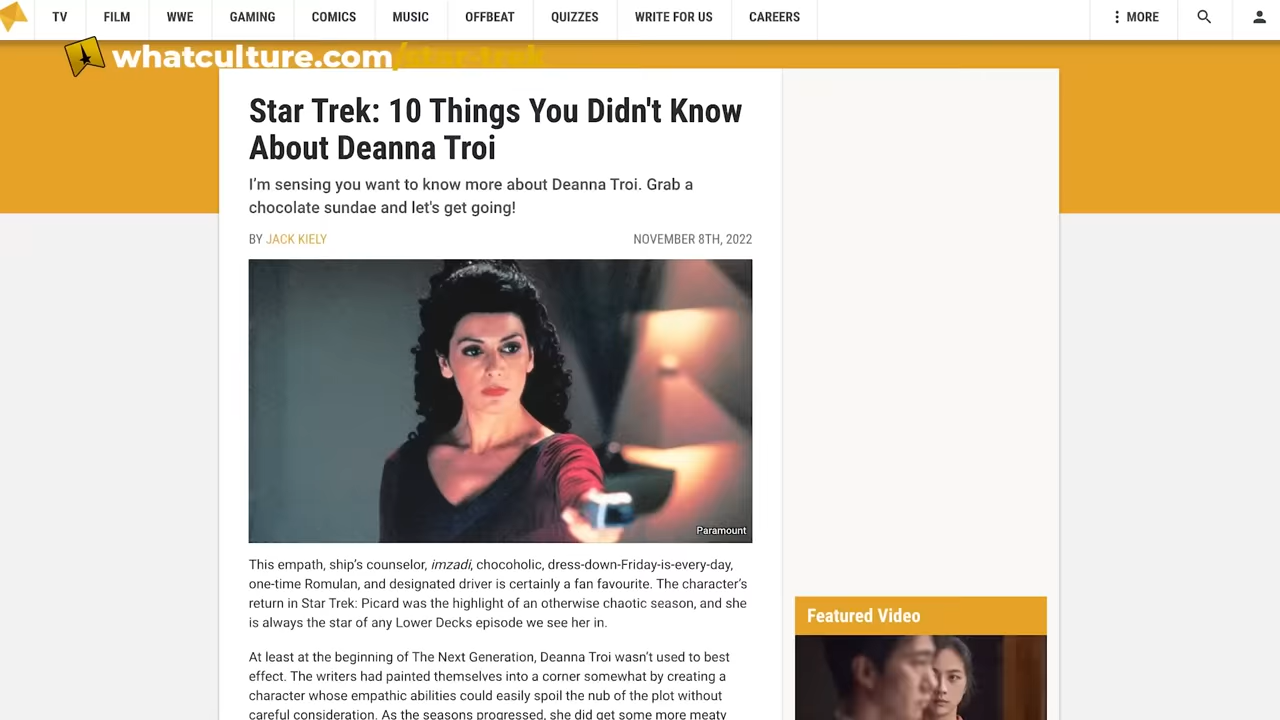 TV FILM WWE GAMING COMICS MUSIC OFFBEAT QUIZZES WRITE FOR US CAREERS MORE
whatculture.com/star-trek
Star Trek: 10 Things You Didn't Know
About Deanna Troi
I'm sensing you want to know more about Deanna Troi. Grab a
chocolate sundae and let's get going!
BY JACK KIELY NOVEMBER 8TH, 2022
Paramount
This empath, ship's counselor, imzadi, chocoholic, dress-down-Friday-is-every-day,
one-time Romulan, and designated driver is certainly a fan favourite. The character's
return in Star Trek: Picard was the highlight of an otherwise chaotic season, and she
is always the star of any Lower Decks episode we see her in.
At least at the beginning of The Next Generation, Deanna Troi wasn't used to best
effect. The writers had painted themselves into a corner somewhat by creating a
character whose empathic abilities could easily spoil the nub of the plot without
careful consideration. As the seasons progressed, she did get some more meaty
Featured Video